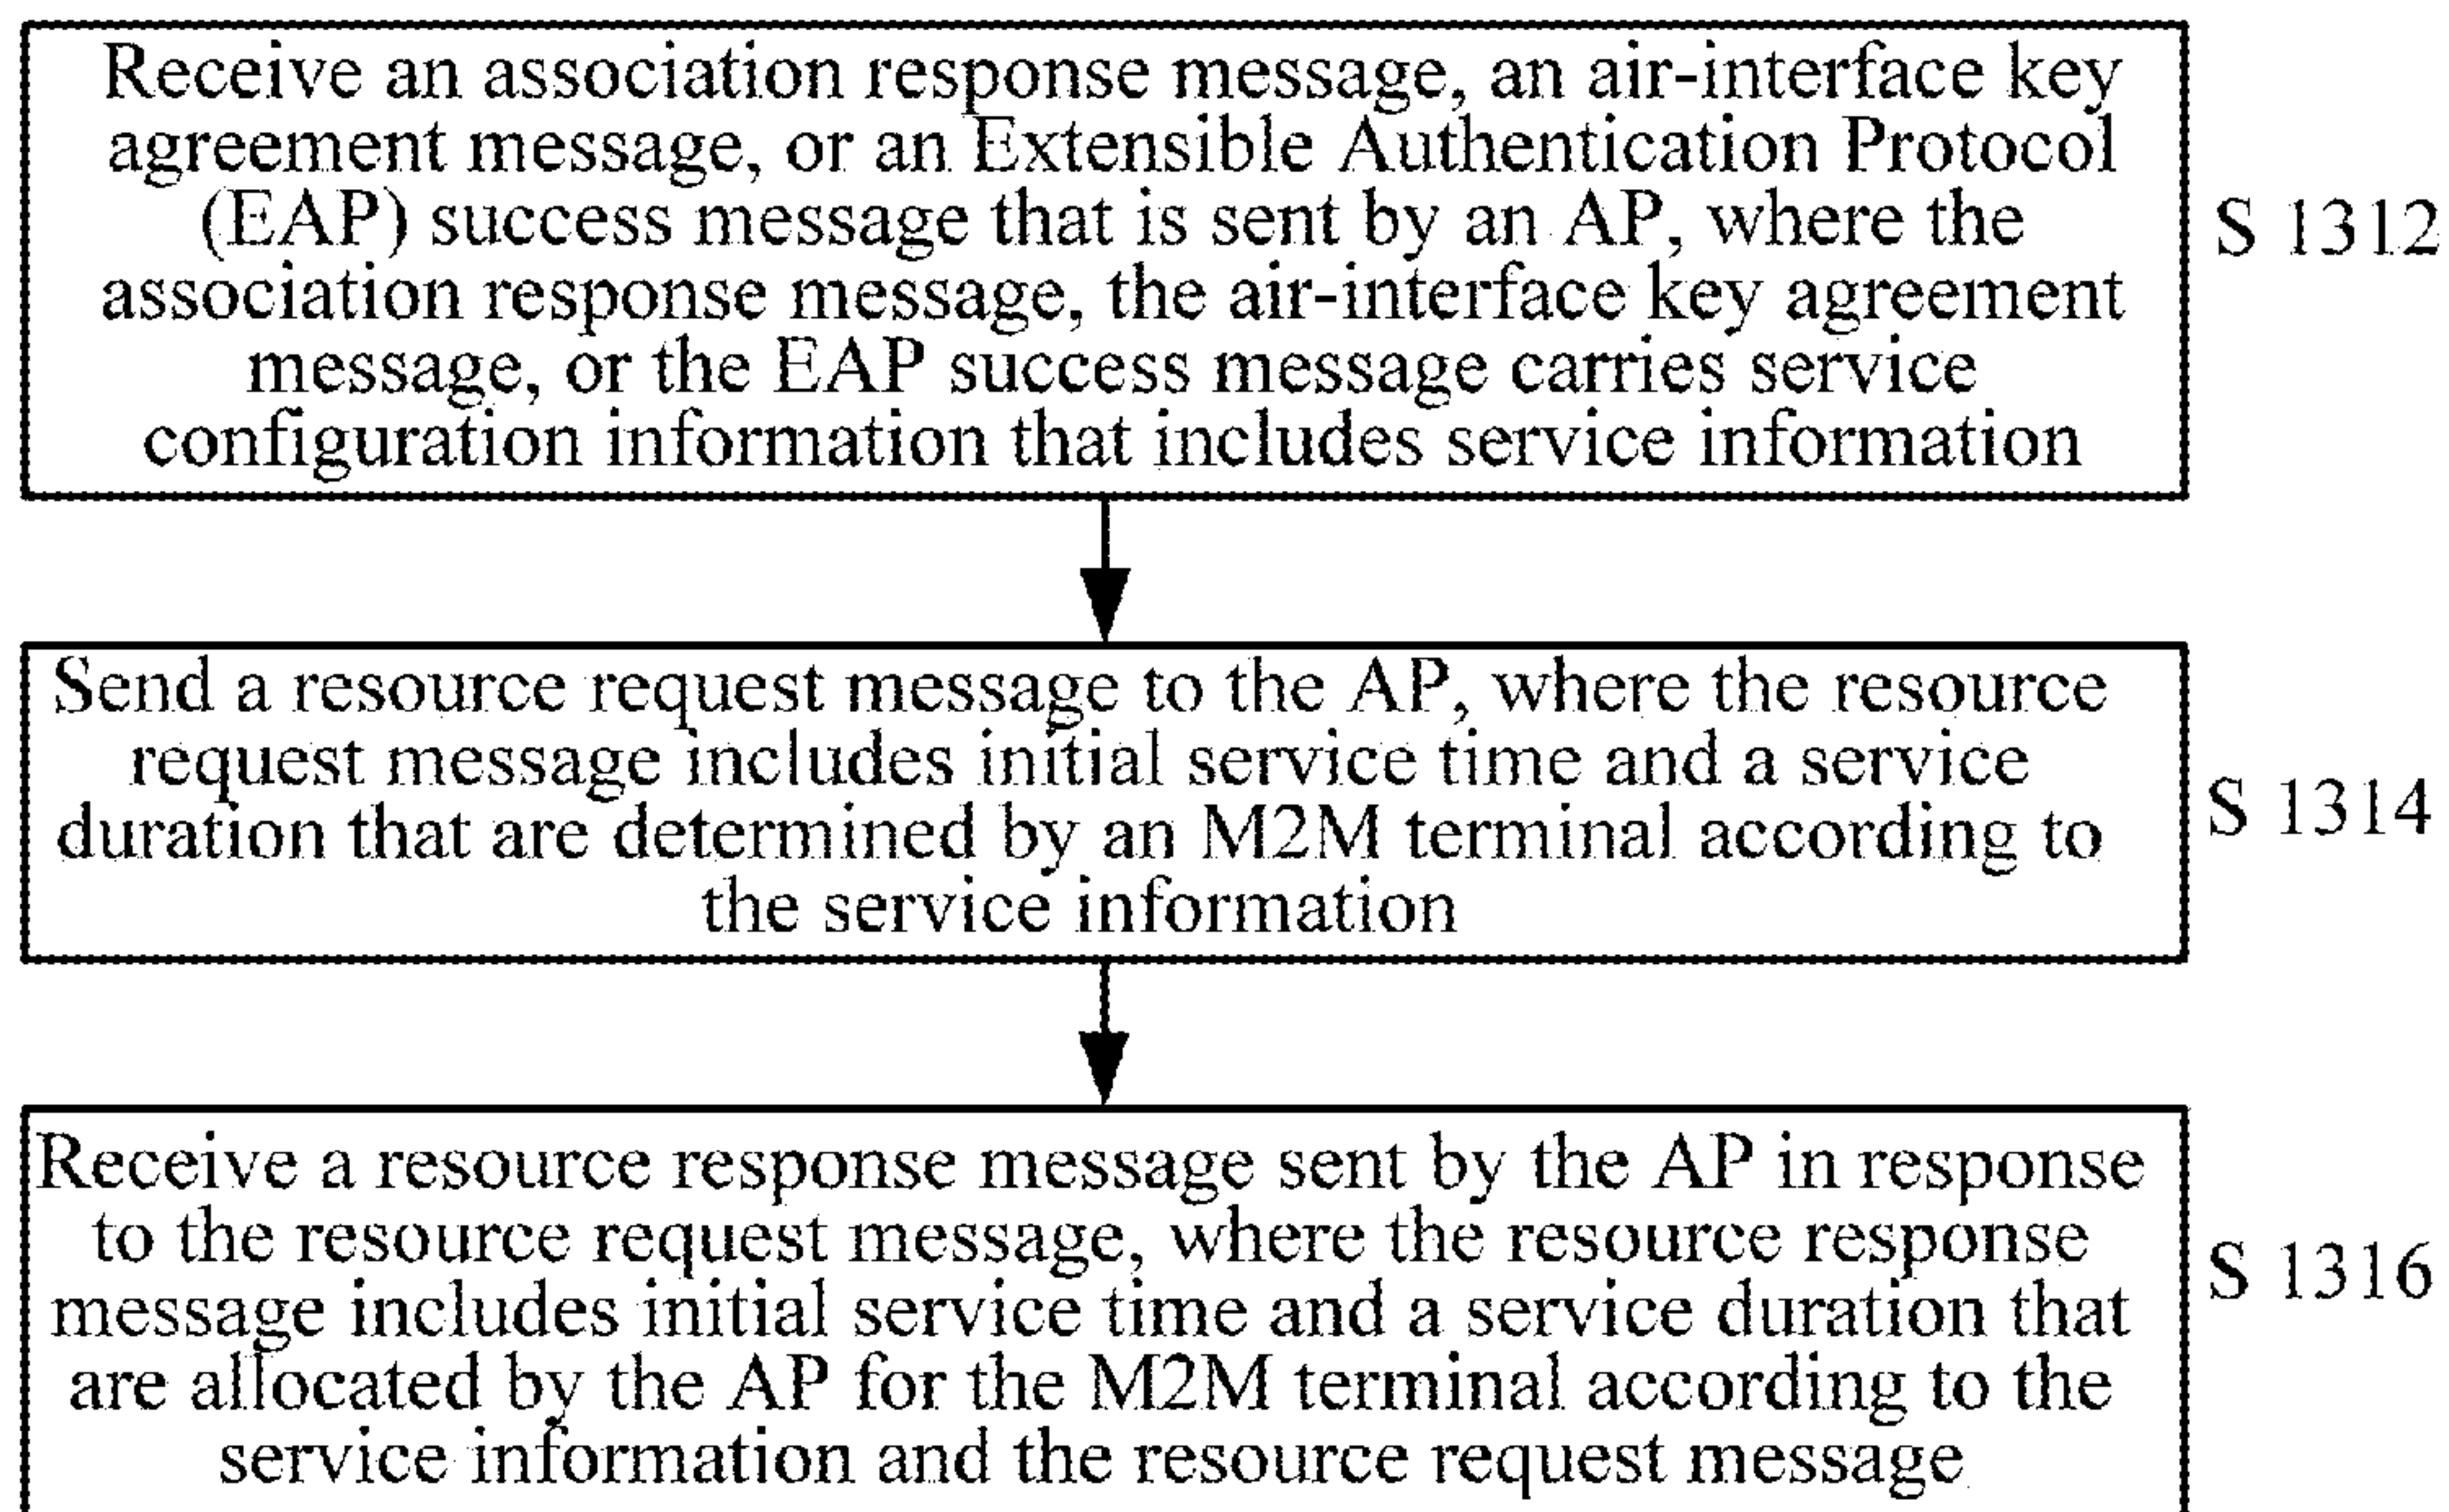 Receive an association response message, an air-interface key
agreement message, or an Extensible Authentication Protocol
(EAP) success message that is sent by an AP, where the
association response message, the air-interface key agreement
message, or the EAP success message carries service
configuration information that includes service information
S 1312
Send a resource request message to the AP, where the resource
request message includes initial service time and a service
duration that are determined by an M2M terminal according to
the service information
S 1314
Receive a resource response message sent by the AP in response
to the resource request message, where the resource response
message includes initial service time and a service duration that
are allocated by the AP for the M2M terminal according to the
service information and the resource request message
S 1316